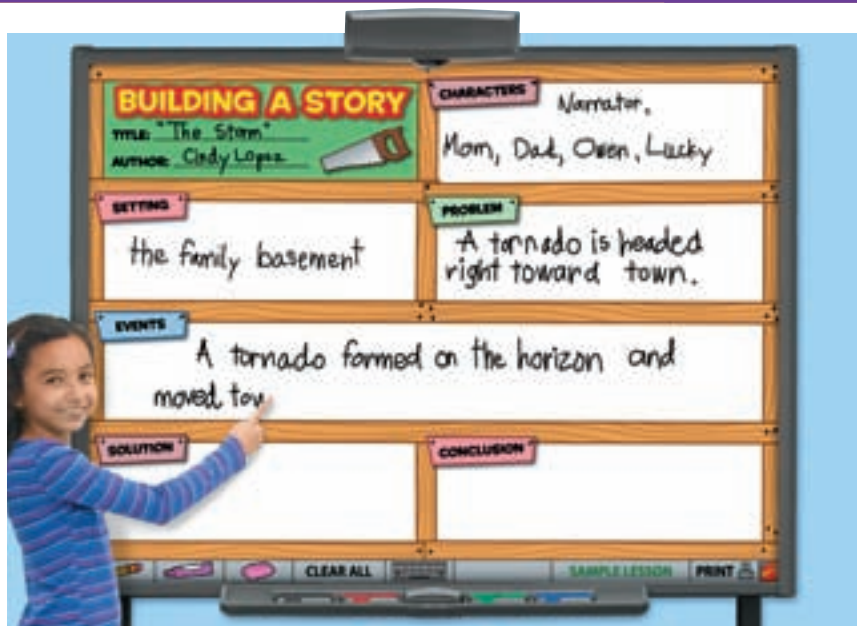 BUILDING A STORY
TITLE: "The Storm"
AUTHOR: Cindy Lopez
CHARACTERS
Narrator,
Mom, Dad, Owen, Lucky
SETTING
the family basement
PROBLEM
A tornado is headed
right toward town.
EVENTS
A tornado formed on the horizon and
moved tow
SOLUTION
CONCLUSION
CLEAR ALL
SAMPLE LESSON
PRINT